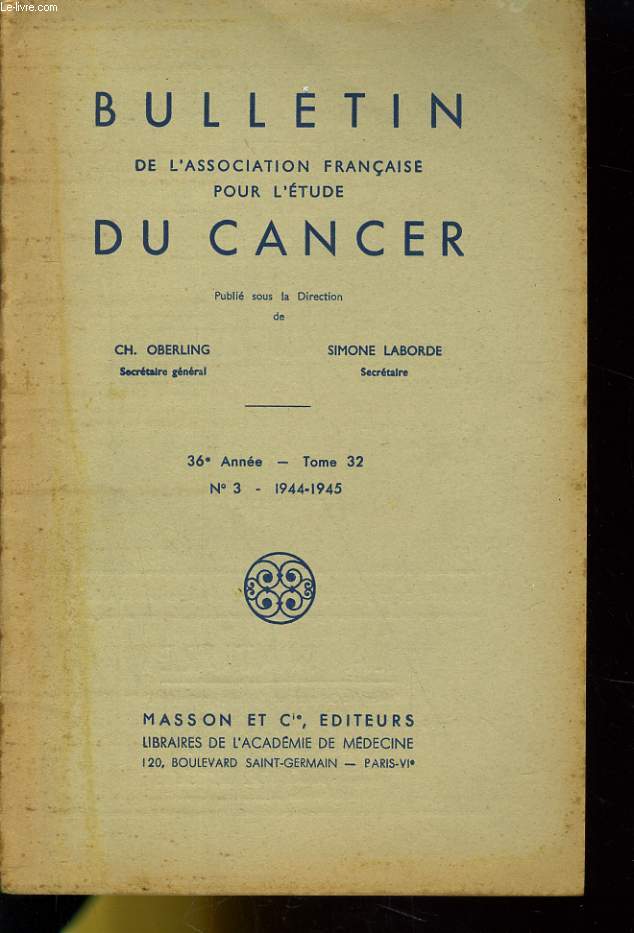 Le-livre.com
BULLETIN
DE L'ASSOCIATION FRANÇAISE
POUR L'ÉTUDE
DU CANCER
Publié sous la Direction
de
CH. OBERLING SIMONE LABORDE
Secrétaire général Secrétaire
36e Année — Tome 32
N° 3 - 1944-1945
MASSON ET Cie, EDITEURS
LIBRAIRES DE L'ACADÉMIE DE MÉDECINE
120, BOULEVARD SAINT-GERMAIN — PARIS-VIe